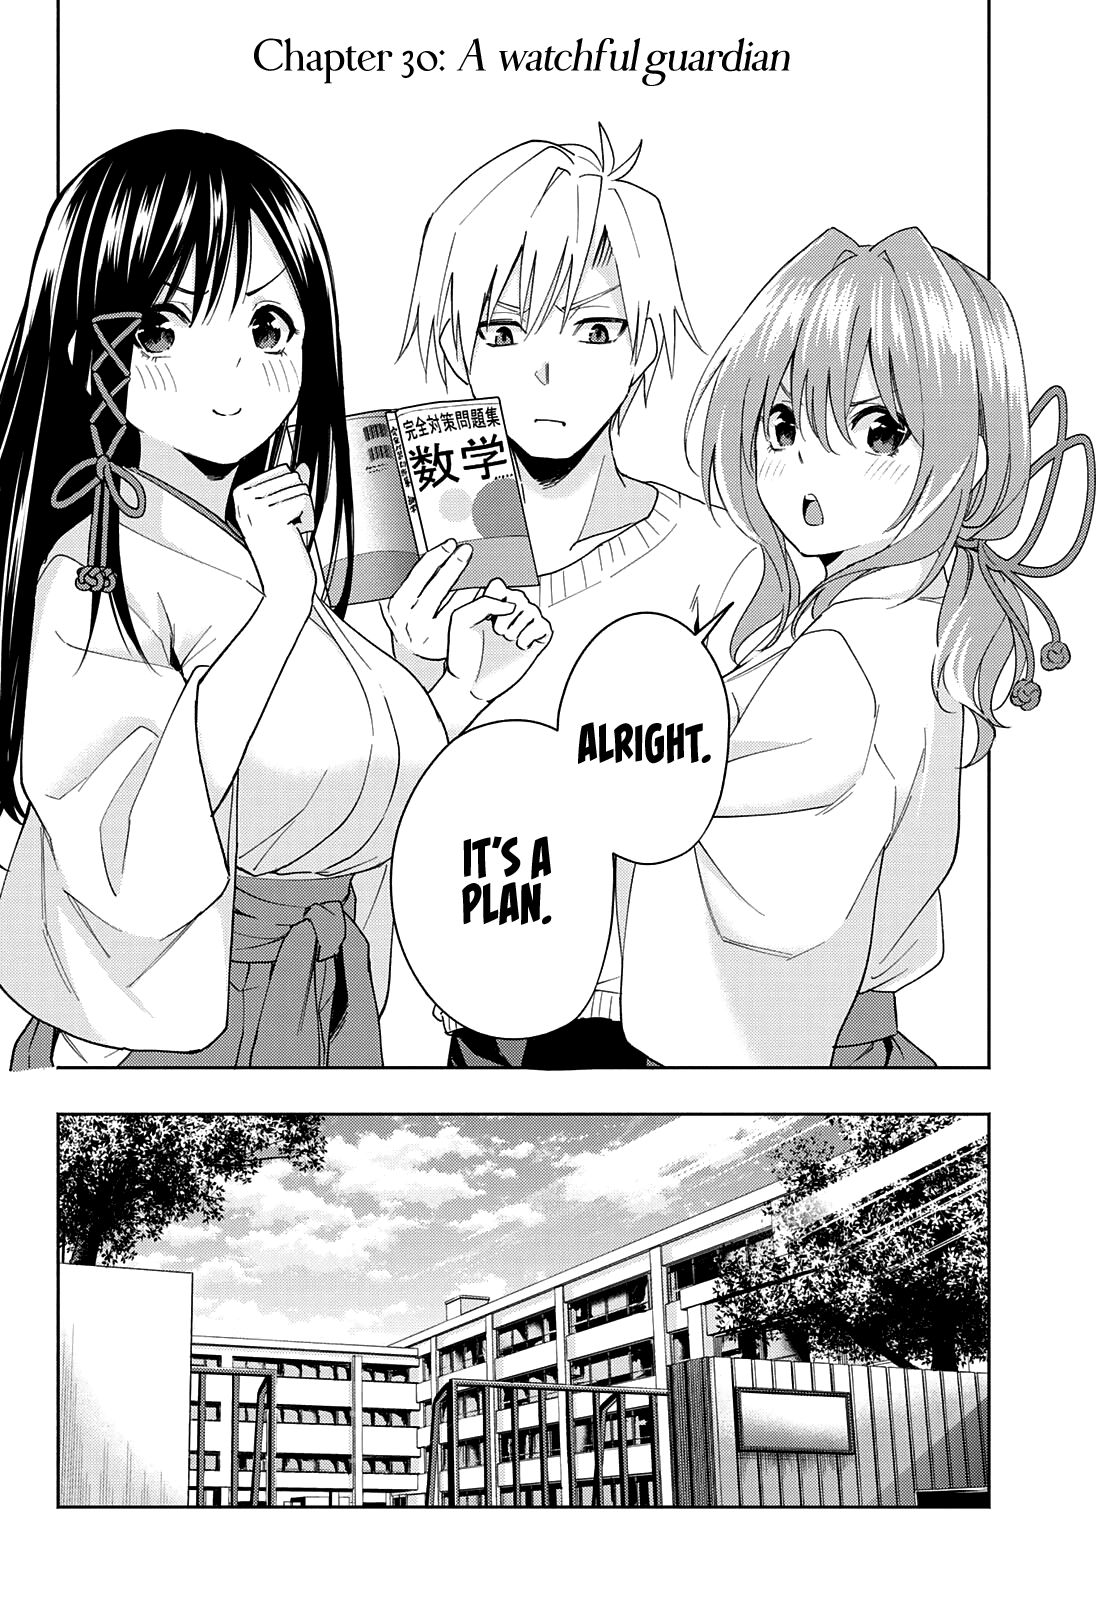 Chapter 30: A watchful guardian
完全対策問題集
数学
ALRIGHT.
IT'S A
PLAN.